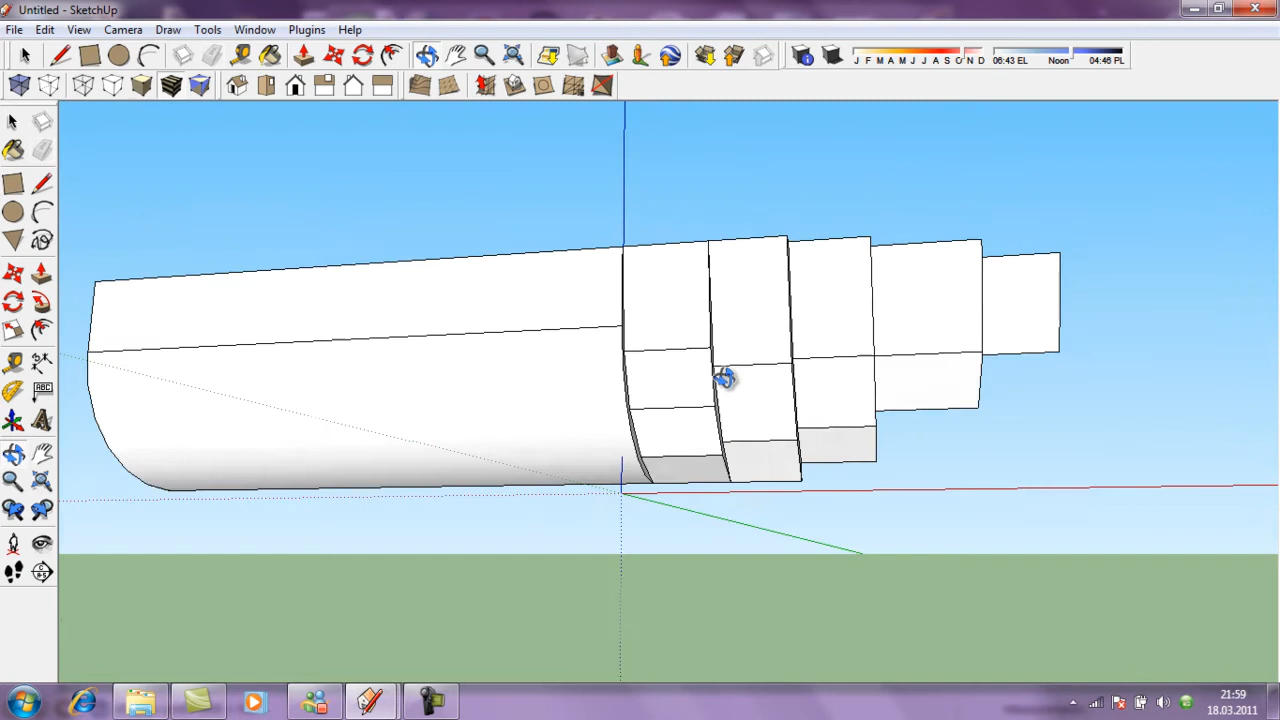 Untitled - SketchUp
File Edit View Camera Draw Tools Window Plugins Help
J F M A M J J A S O N D 06:43 EL Noon 04:46 PL
ABC
21:59
18.03.2011